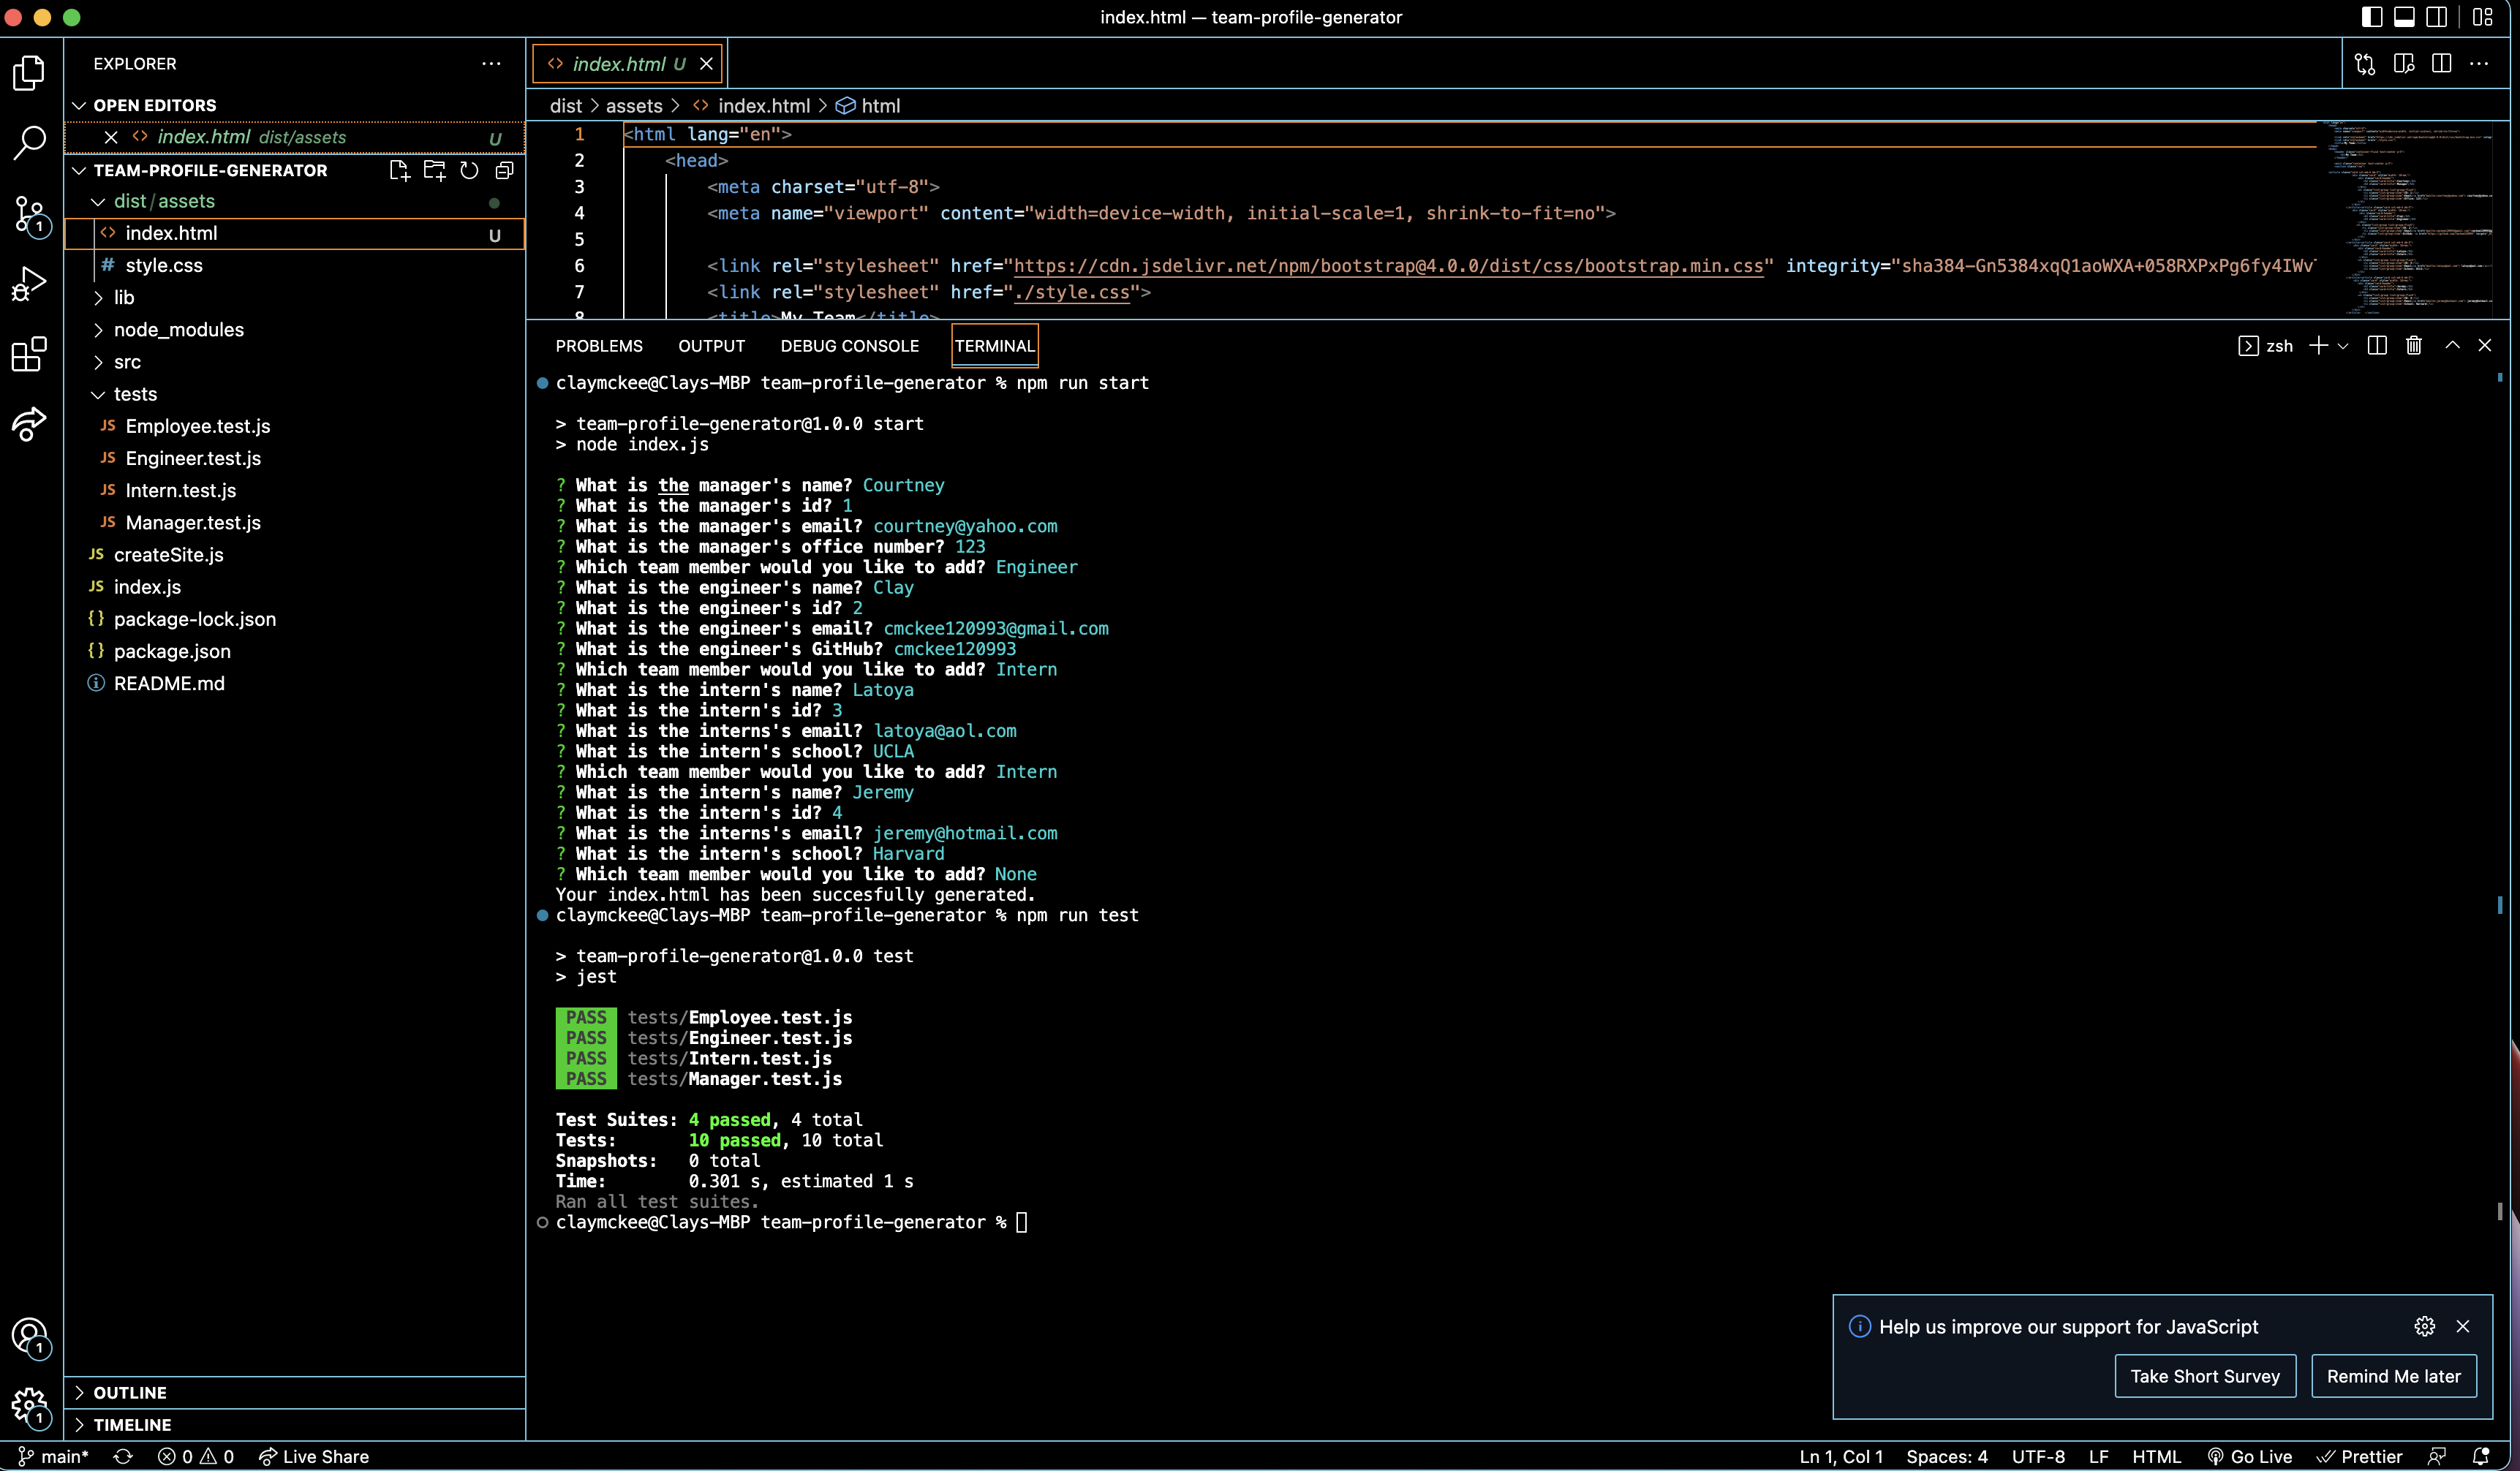 index.html — team-profile-generator
EXPLORER
OPEN EDITORS
index.html dist/assets U
TEAM-PROFILE-GENERATOR
dist/assets
index.html U
style.css
lib
node_modules
src
tests
JS Employee.test.js
JS Engineer.test.js
JS Intern.test.js
JS Manager.test.js
JS createSite.js
JS index.js
{} package-lock.json
{} package.json
README.md
OUTLINE
TIMELINE
1
1
1
index.html U
dist > assets > index.html > html
1 <html lang="en">
2 <head>
3 <meta charset="utf-8">
4 <meta name="viewport" content="width=device-width, initial-scale=1, shrink-to-fit=no">
5
6 <link rel="stylesheet" href="https://cdn.jsdelivr.net/npm/bootstrap@4.0.0/dist/css/bootstrap.min.css" integrity="sha384-Gn5384xqQ1aoWXA+058RXPxPg6fy4IWv
7 <link rel="stylesheet" href="./style.css">
8 <title>My Team</title>
PROBLEMS OUTPUT DEBUG CONSOLE TERMINAL
zsh
claymckee@Clays-MBP team-profile-generator % npm run start
> team-profile-generator@1.0.0 start
> node index.js
? What is the manager's name? Courtney
? What is the manager's id? 1
? What is the manager's email? courtney@yahoo.com
? What is the manager's office number? 123
? Which team member would you like to add? Engineer
? What is the engineer's name? Clay
? What is the engineer's id? 2
? What is the engineer's email? cmckee120993@gmail.com
? What is the engineer's GitHub? cmckee120993
? Which team member would you like to add? Intern
? What is the intern's name? Latoya
? What is the intern's id? 3
? What is the interns's email? latoya@aol.com
? What is the intern's school? UCLA
? Which team member would you like to add? Intern
? What is the intern's name? Jeremy
? What is the intern's id? 4
? What is the interns's email? jeremy@hotmail.com
? What is the intern's school? Harvard
? Which team member would you like to add? None
Your index.html has been succesfully generated.
claymckee@Clays-MBP team-profile-generator % npm run test
> team-profile-generator@1.0.0 test
> jest
PASS tests/Employee.test.js
PASS tests/Engineer.test.js
PASS tests/Intern.test.js
PASS tests/Manager.test.js
Test Suites: 4 passed, 4 total
Tests: 10 passed, 10 total
Snapshots: 0 total
Time: 0.301 s, estimated 1 s
Ran all test suites.
claymckee@Clays-MBP team-profile-generator %
Help us improve our support for JavaScript
Take Short Survey
Remind Me later
main* 0 0 Live Share
Ln 1, Col 1 Spaces: 4 UTF-8 LF HTML Go Live Prettier